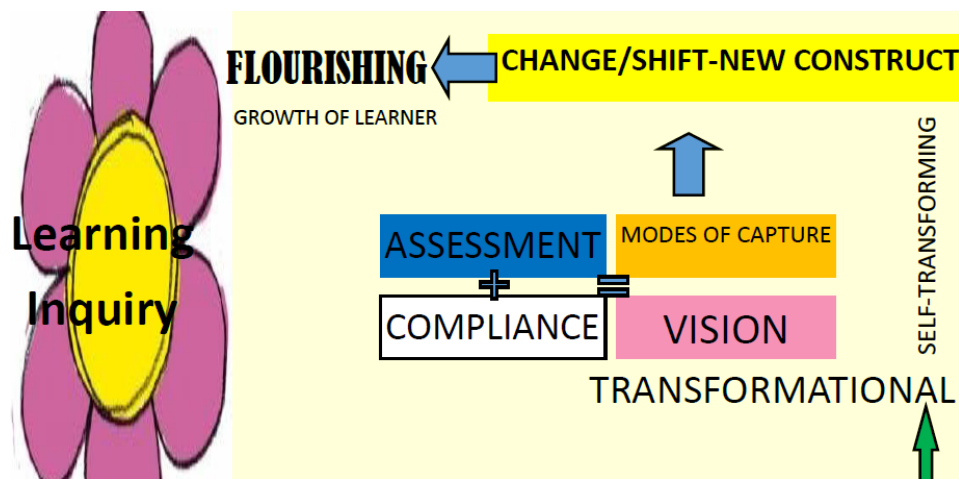 FLOURISHING
CHANGE/SHIFT-NEW CONSTRUCT
GROWTH OF LEARNER
SELF-TRANSFORMING
Learning
Inquiry
ASSESSMENT
MODES OF CAPTURE
+
=
COMPLIANCE
VISION
TRANSFORMATIONAL